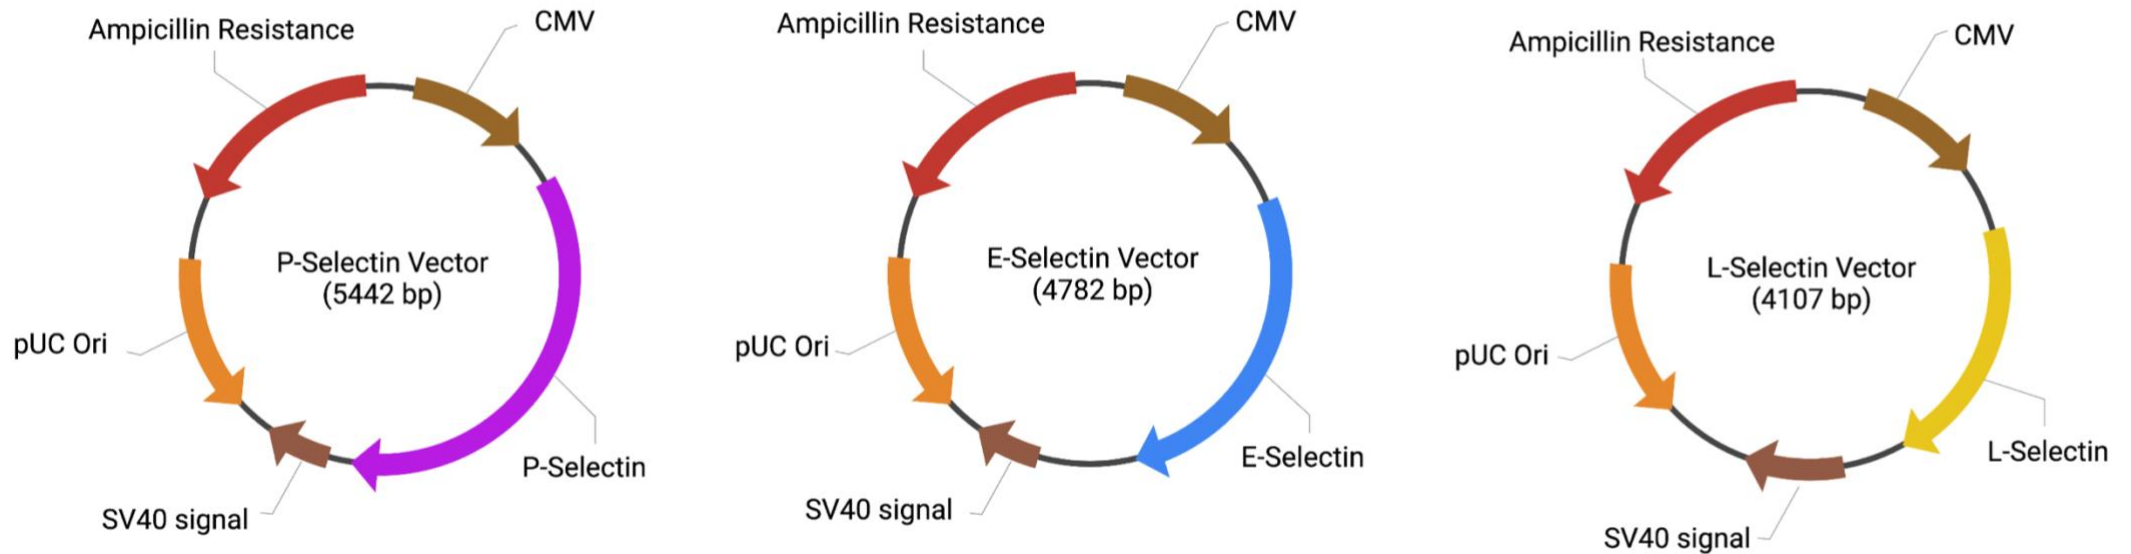 Ampicillin Resistance
CMV
P-Selectin Vector
(5442 bp)
pUC Ori
P-Selectin
SV40 signal
Ampicillin Resistance
CMV
E-Selectin Vector
(4782 bp)
pUC Ori
E-Selectin
SV40 signal
Ampicillin Resistance
CMV
L-Selectin Vector
(4107 bp)
pUC Ori
L-Selectin
SV40 signal